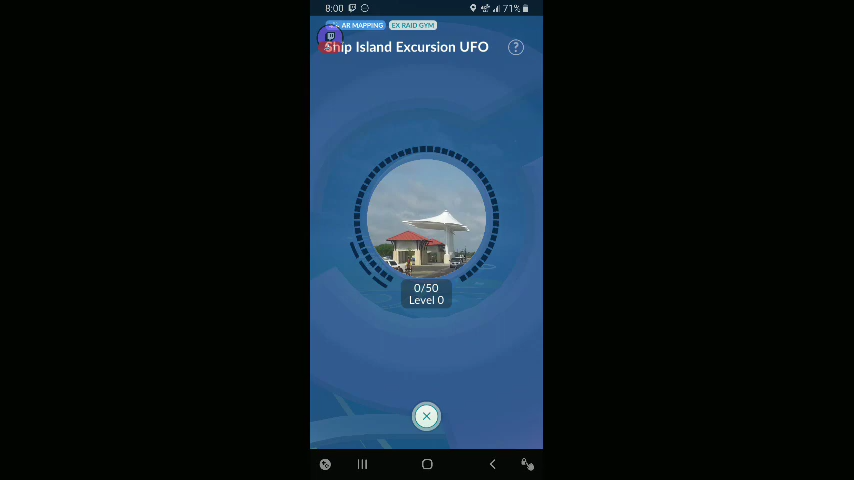 8:00 71%
AR MAPPING EX RAID GYM
Ship Island Excursion UFO ?
0/50
Level 0